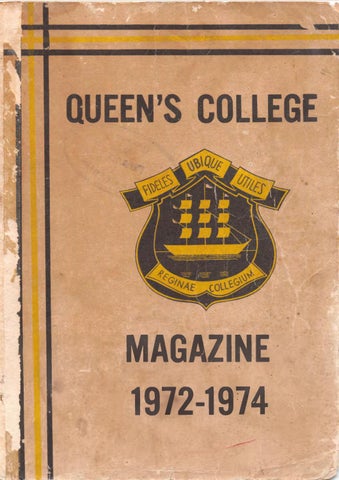 QUEEN'S COLLEGE
FIDELES UBIQUE UTILES
REGINAE COLLEGIUM
MAGAZINE
1972-1974